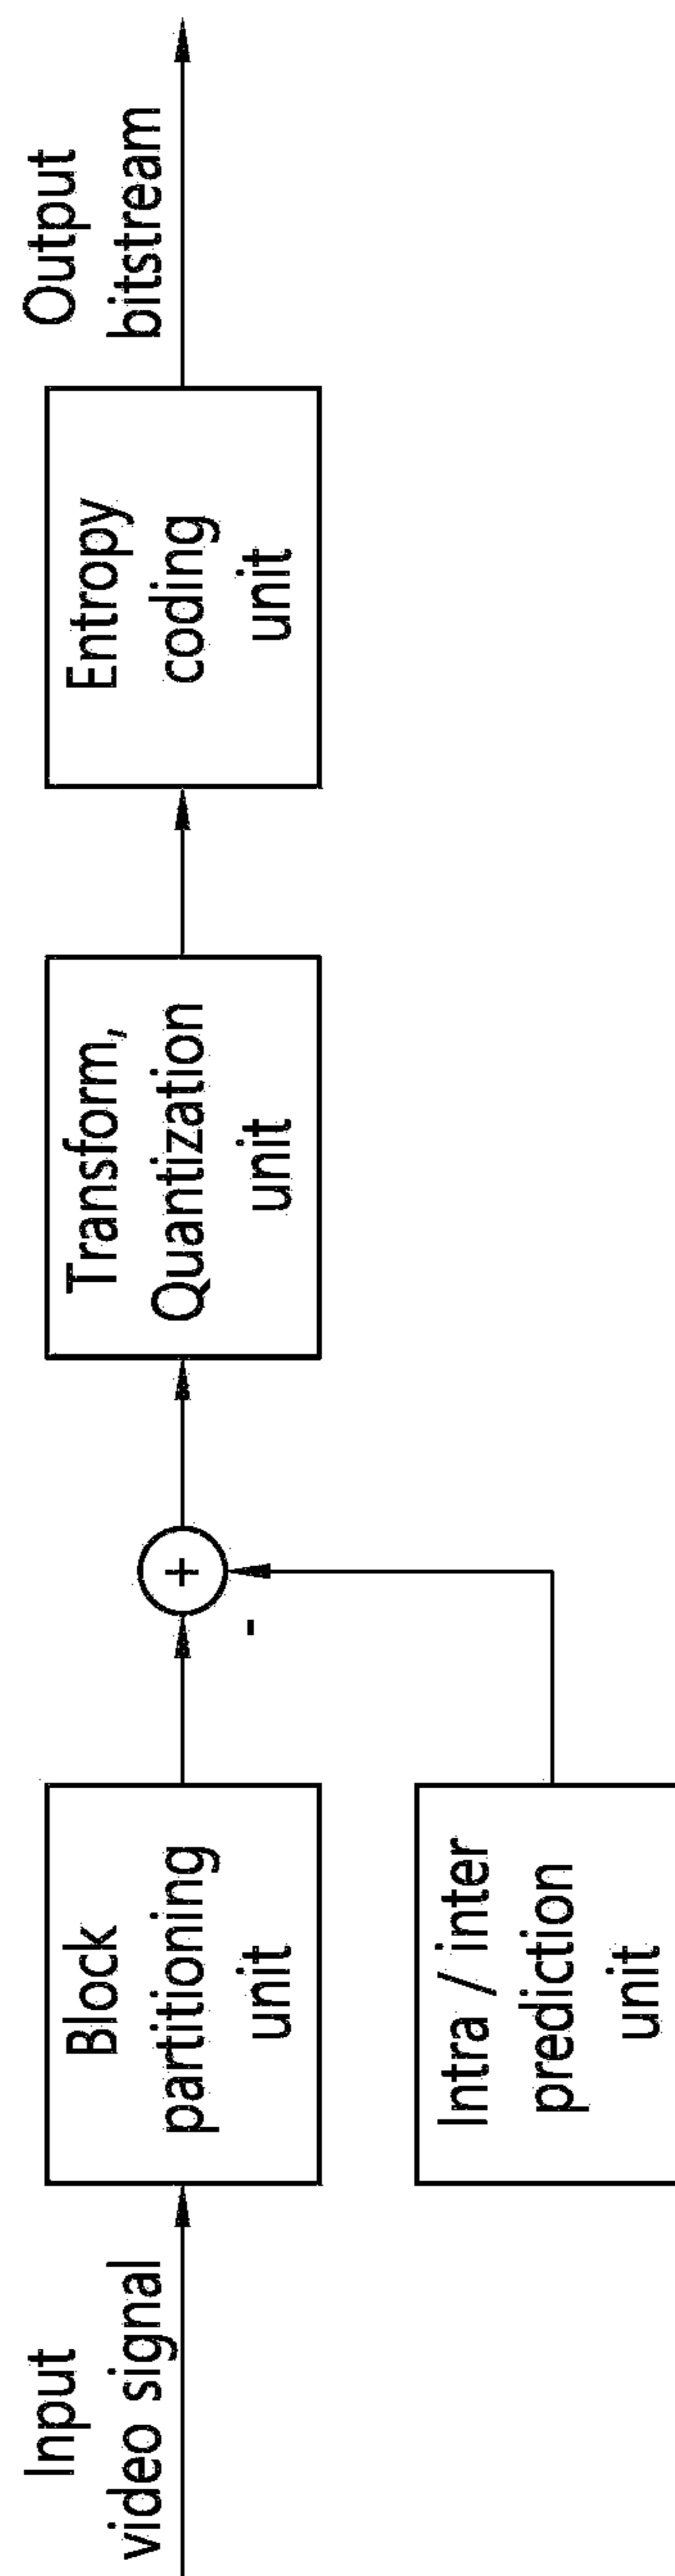 Input
video signal
Block
partitioning
unit
Intra / inter
prediction
unit
+
-
Transform,
Quantization
unit
Entropy
coding
unit
Output
bitstream